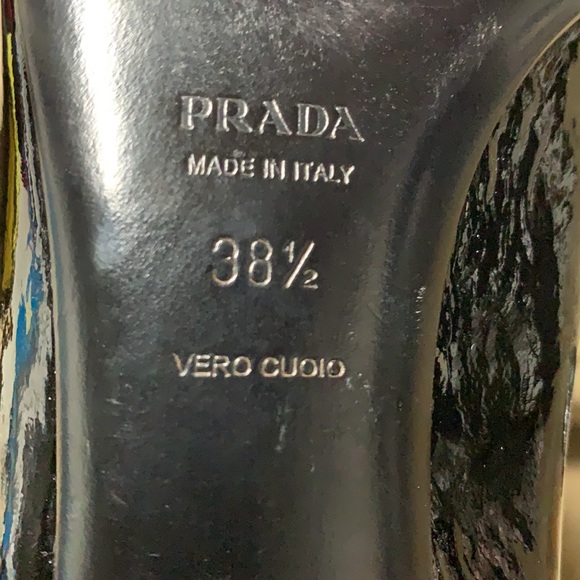 PRADA
MADE IN ITALY
38½
VERO CUOIO